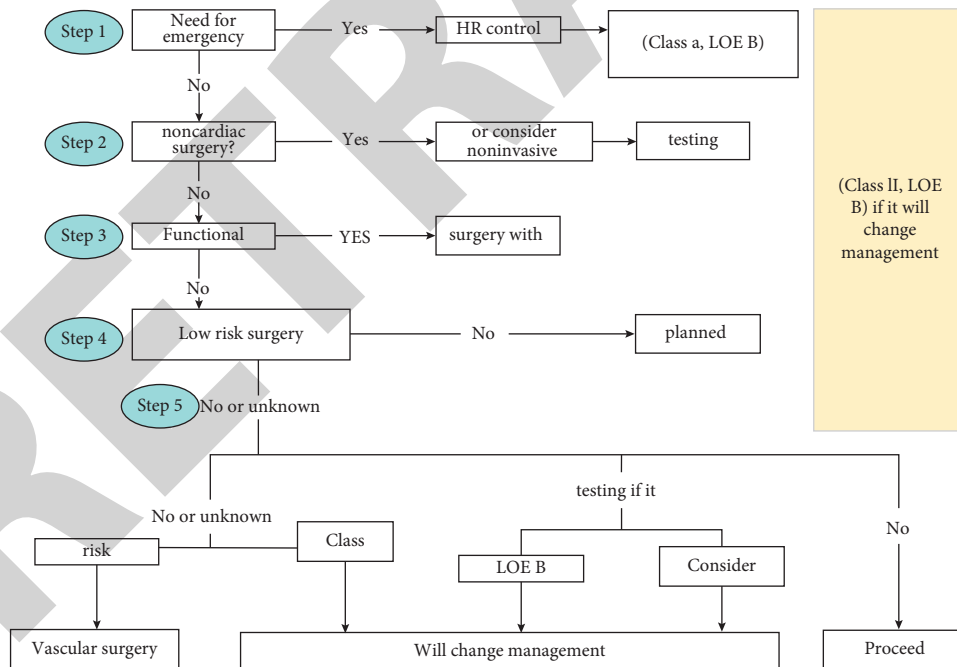 Step 1
Need for
emergency
Yes
HR control
(Class a, LOE B)
No
Step 2
noncardiac
surgery?
Yes
or consider
noninvasive
testing
(Class lI, LOE
B) if it will
change
management
No
Step 3
Functional
YES
surgery with
No
Step 4
Low risk surgery
No
planned
Step 5
No or unknown
testing if it
No or unknown
No
risk
Class
LOE B
Consider
Vascular surgery
Will change management
Proceed
RETRA